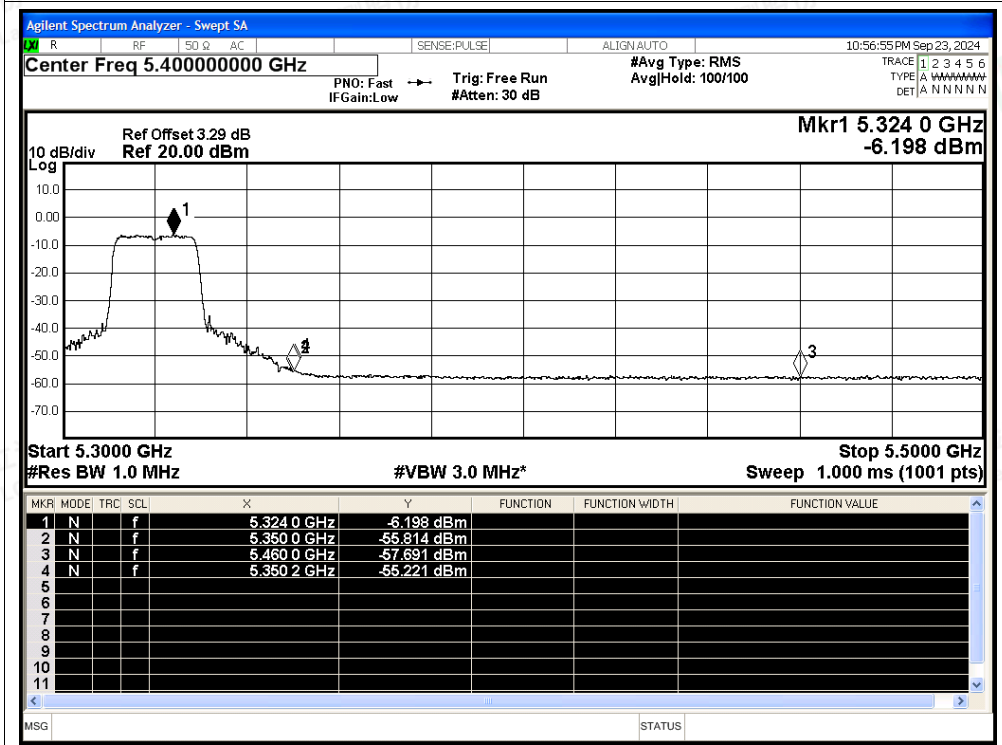 Agilent Spectrum Analyzer - Swept SA
LXI R RF 50 Ω AC SENSE:PULSE ALIGN AUTO 10:56:55 PM Sep 23, 2024
Center Freq 5.400000000 GHz #Avg Type: RMS TRACE 1 2 3 4 5 6
PNO: Fast Trig: Free Run Avg|Hold: 100/100 TYPE A WWWWW
IFGain:Low #Atten: 30 dB DET A N N N N N
Mkr1 5.324 0 GHz
Ref Offset 3.29 dB
10 dB/div Ref 20.00 dBm -6.198 dBm
Log
10.0
0.00
-10.0
-20.0
-30.0
-40.0
-50.0
-60.0
-70.0
1
4
3
Start 5.3000 GHz Stop 5.5000 GHz
#Res BW 1.0 MHz #VBW 3.0 MHz* Sweep 1.000 ms (1001 pts)
MKR MODE TRC SCL X Y FUNCTION FUNCTION WIDTH FUNCTION VALUE
1 N f 5.324 0 GHz -6.198 dBm
2 N f 5.350 0 GHz -55.814 dBm
3 N f 5.460 0 GHz -57.691 dBm
4 N f 5.350 2 GHz -55.221 dBm
5
6
7
8
9
10
11
MSG STATUS